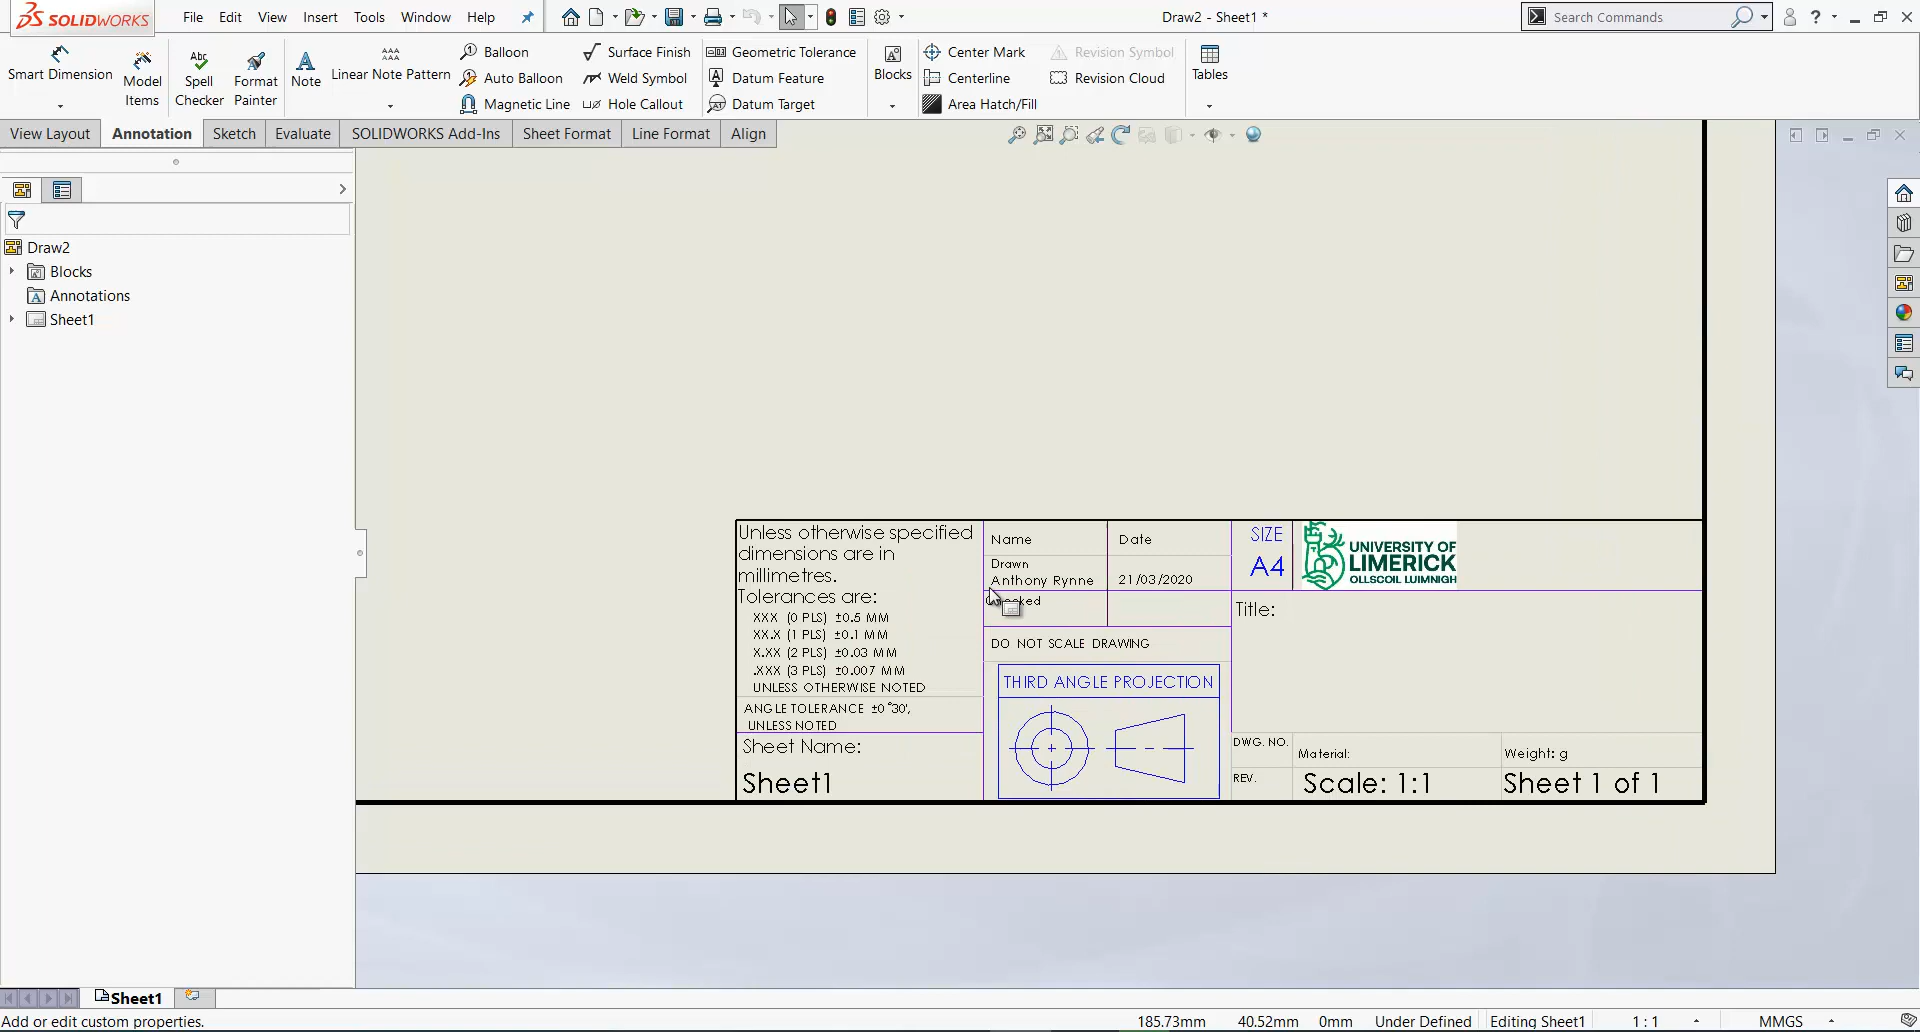 SOLIDWORKS
File Edit View Insert Tools Window Help
Draw2 - Sheet1 *
Search Commands
Smart Dimension
Model Items
Spell Checker
Format Painter
Note
Linear Note Pattern
Balloon
Auto Balloon
Magnetic Line
Surface Finish
Weld Symbol
Hole Callout
Geometric Tolerance
Datum Feature
Datum Target
Blocks
Center Mark
Centerline
Area Hatch/Fill
Revision Symbol
Revision Cloud
Tables
View Layout Annotation Sketch Evaluate SOLIDWORKS Add-Ins Sheet Format Line Format Align
Draw2
Blocks
Annotations
Sheet1
Unless otherwise specified
dimensions are in
millimetres.
Tolerances are:
XXX (0 PLS) ±0.5 MM
XX.X (1 PLS) ±0.1 MM
X.XX (2 PLS) ±0.03 MM
.XXX (3 PLS) ±0.007 MM
UNLESS OTHERWISE NOTED
ANGLE TOLERANCE ±0°30',
UNLESS NOTED
Sheet Name:
Sheet1
Name Date
Drawn
Anthony Rynne 21/03/2020
Checked
DO NOT SCALE DRAWING
THIRD ANGLE PROJECTION
SIZE
A4
UNIVERSITY OF
LIMERICK
OLLSCOIL LUIMNIGH
Title:
DWG. NO.
Material:
Weight: g
REV.
Scale: 1:1
Sheet 1 of 1
Sheet1
Add or edit custom properties.
185.73mm 40.52mm 0mm Under Defined Editing Sheet1 1 : 1 MMGS